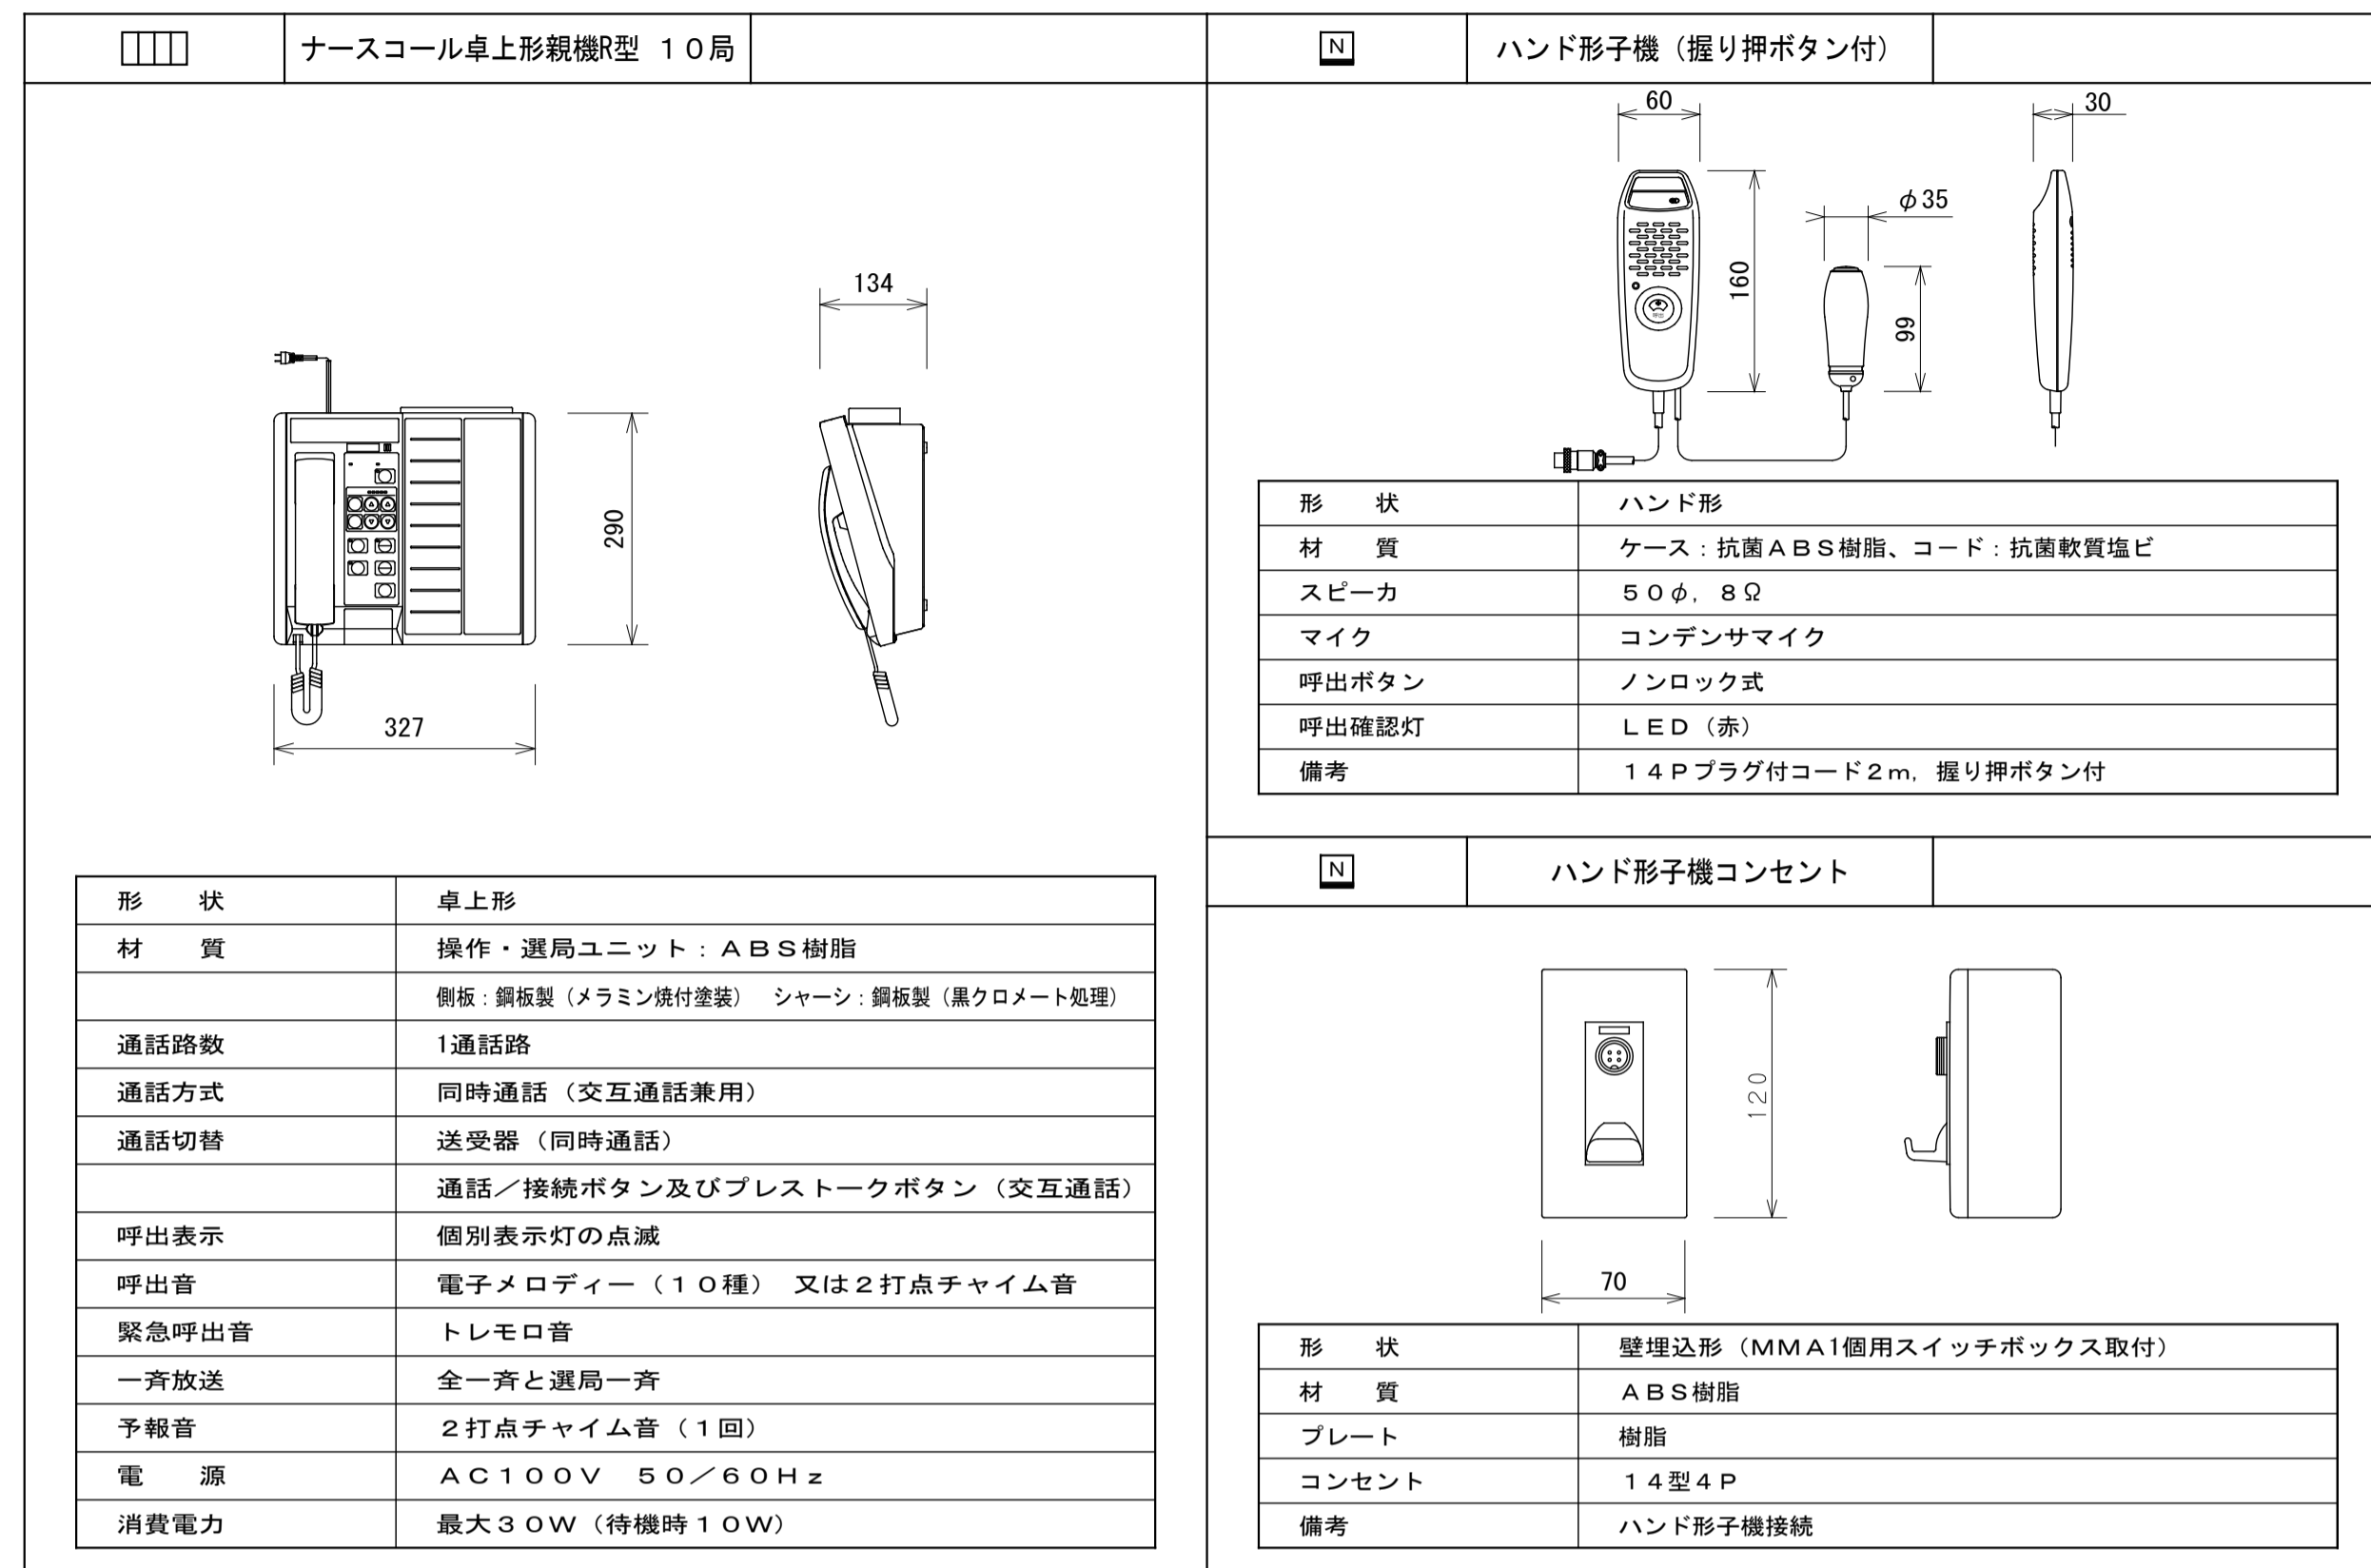 ナースコール卓上形親機R型 10局
134
290
327
形 状 卓上形
材 質 操作・選局ユニット：ABS樹脂
側板：鋼板製（メラミン焼付塗装） シャーシ：鋼板製（黒クロメート処理）
通話路数 1通話路
通話方式 同時通話（交互通話兼用）
通話切替 送受器（同時通話）
通話／接続ボタン及びプレストークボタン（交互通話）
呼出表示 個別表示灯の点滅
呼出音 電子メロディー（10種） 又は2打点チャイム音
緊急呼出音 トレモロ音
一斉放送 全一斉と選局一斉
予報音 2打点チャイム音（1回）
電 源 AC100V 50／60Hz
消費電力 最大30W（待機時10W）
N ハンド形子機（握り押ボタン付）
60
30
φ35
160
99
呼出
形 状 ハンド形
材 質 ケース：抗菌ABS樹脂、コード：抗菌軟質塩ビ
スピーカ 50φ，8Ω
マイク コンデンサマイク
呼出ボタン ノンロック式
呼出確認灯 LED（赤）
備考 14Pプラグ付コード2m，握り押ボタン付
N ハンド形子機コンセント
120
70
形 状 壁埋込形（MMA1個用スイッチボックス取付）
材 質 ABS樹脂
プレート 樹脂
コンセント 14型4P
備考 ハンド形子機接続